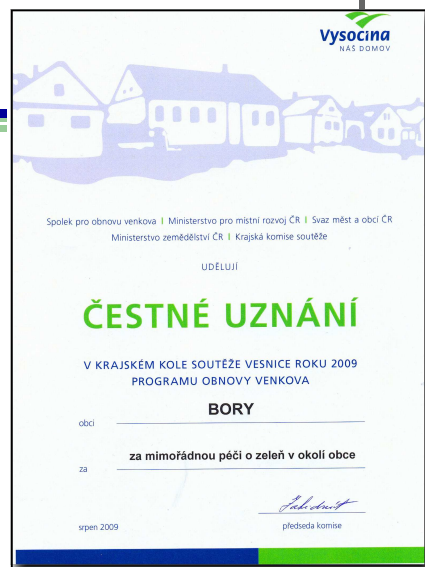 Vysocina
NÁŠ DOMOV
Spolek pro obnovu venkova | Ministerstvo pro místní rozvoj ČR | Svaz měst a obcí ČR
Ministerstvo zemědělství ČR | Krajská komise soutěže
UDĚLUJÍ
ČESTNÉ UZNÁNÍ
V KRAJSKÉM KOLE SOUTĚŽE VESNICE ROKU 2009
PROGRAMU OBNOVY VENKOVA
BORY
obci
za mimořádnou péči o zeleň v okolí obce
za
srpen 2009
předseda komise